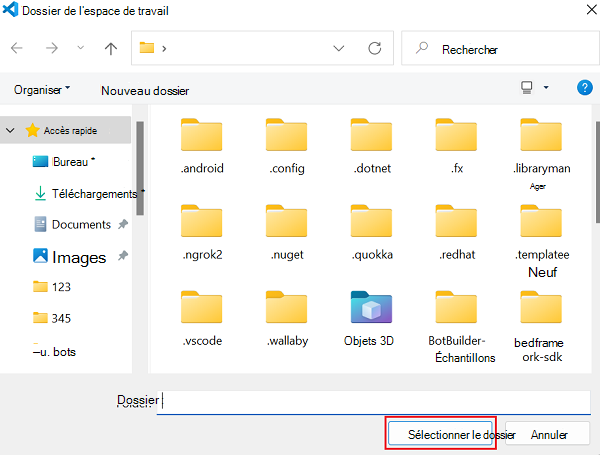 Dossier de l'espace de travail
Rechercher
Organiser
Nouveau dossier
Accès rapide
Bureau
Téléchargements
Documents
Images
123
345
–u. bots
.android
.config
.dotnet
.fx
.libraryman
Ager
.ngrok2
.nuget
.quokka
.redhat
.templatee
Neuf
.vscode
.wallaby
Objets 3D
BotBuilder-
Échantillons
bedframe
ork-sdk
Dossier
Sélectionner le dossier
Annuler